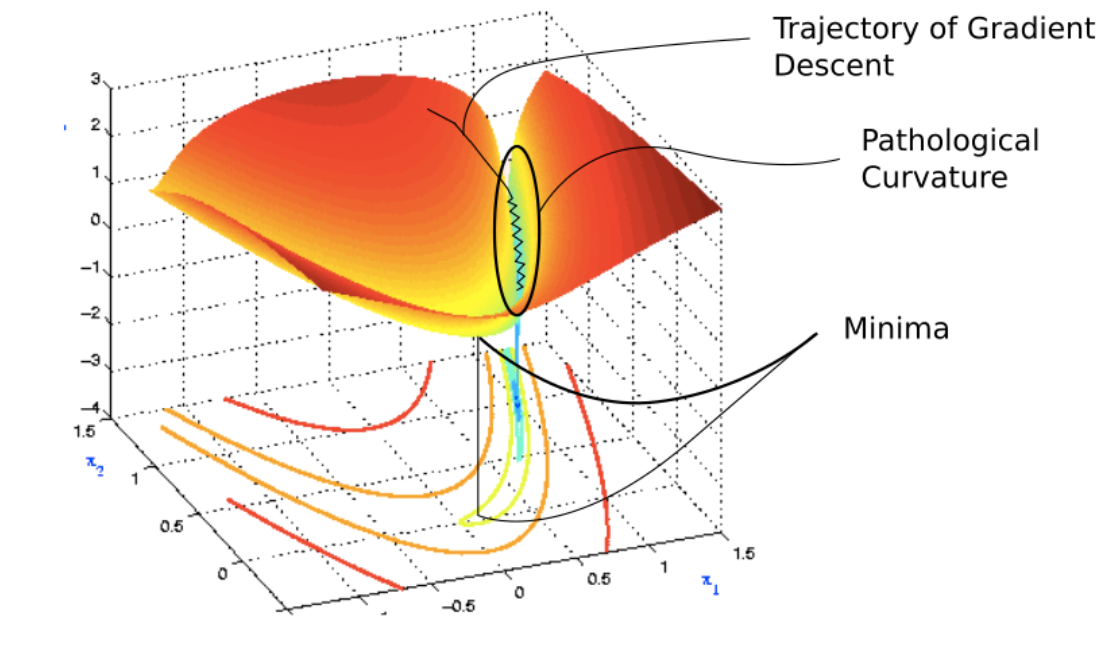 Trajectory of Gradient
Descent
Pathological
Curvature
Minima
3
2
1
0
–1
–2
–3
–4
1.5
1
0.5
0
–0.5
0
0.5
1
1.5
x₂
x₁